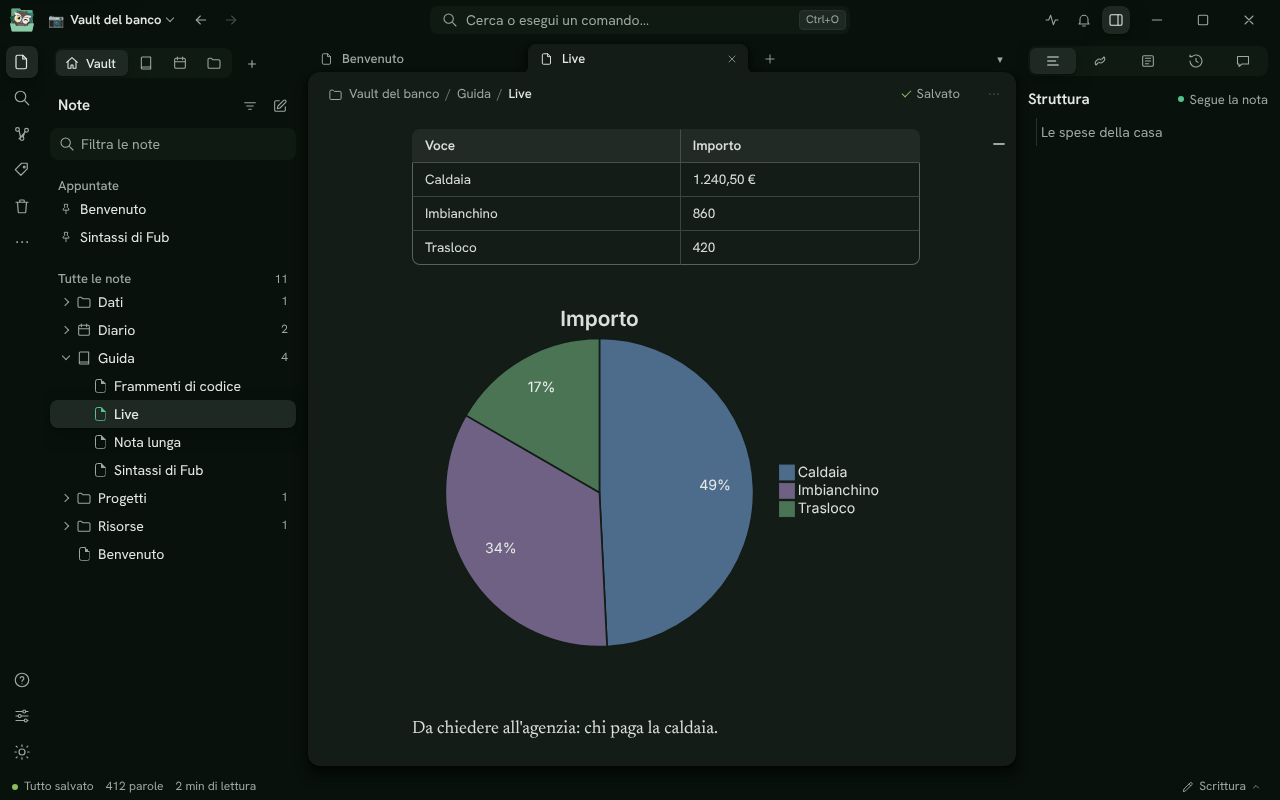 Vault del banco
Cerca o esegui un comando...
Ctrl+O
Vault
Benvenuto
Live
Note
Vault del banco / Guida / Live
Salvato
Struttura
Segue la nota
Le spese della casa
Filtra le note
Appuntate
Benvenuto
Sintassi di Fub
Tutte le note 11
Dati 1
Diario 2
Guida 4
Frammenti di codice
Live
Nota lunga
Sintassi di Fub
Progetti 1
Risorse 1
Benvenuto
Voce Importo
Caldaia 1.240,50 €
Imbianchino 860
Trasloco 420
Importo
17%
49%
34%
Caldaia
Imbianchino
Trasloco
Da chiedere all'agenzia: chi paga la caldaia.
Tutto salvato 412 parole 2 min di lettura
Scrittura